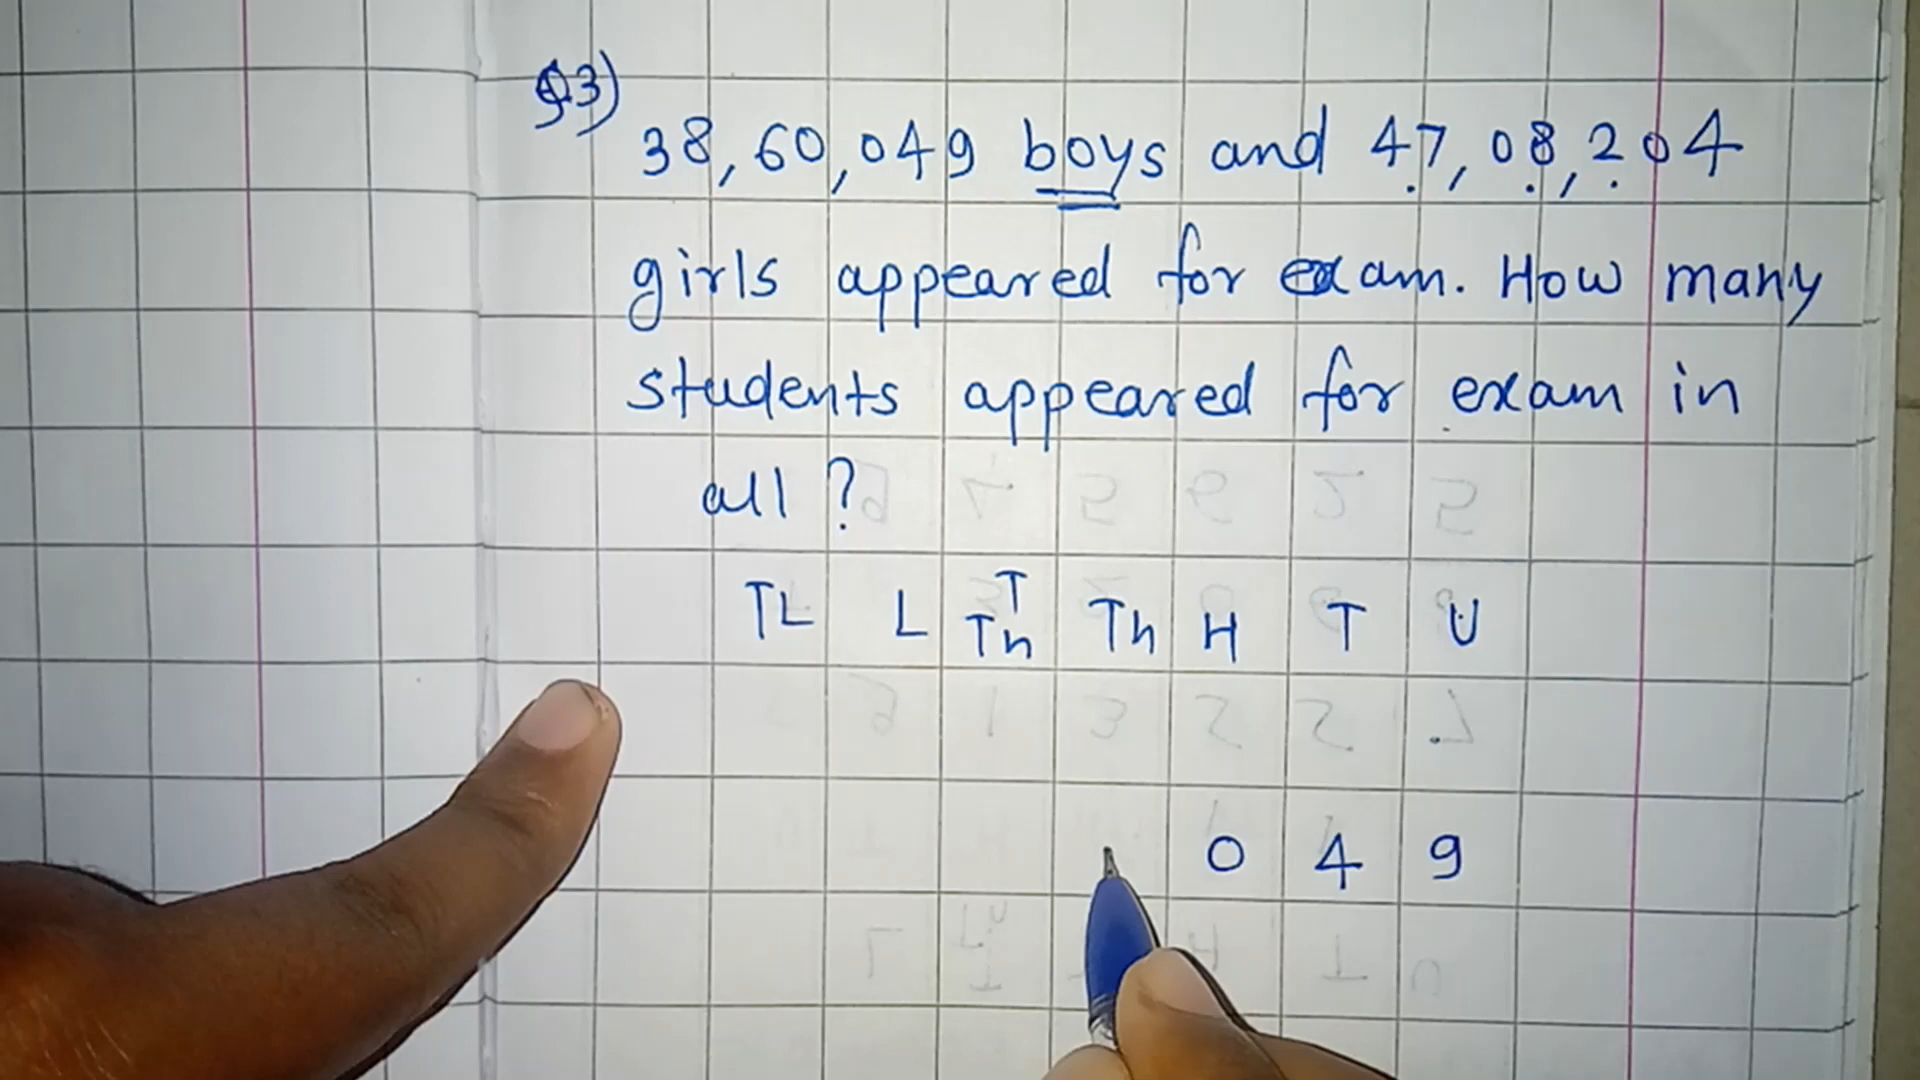 Q3)
38,60,049 boys and 47,08,204
girls appeared for exam. How many
students appeared for exam in
all?
TL L TTh Th H T U
0 4 9